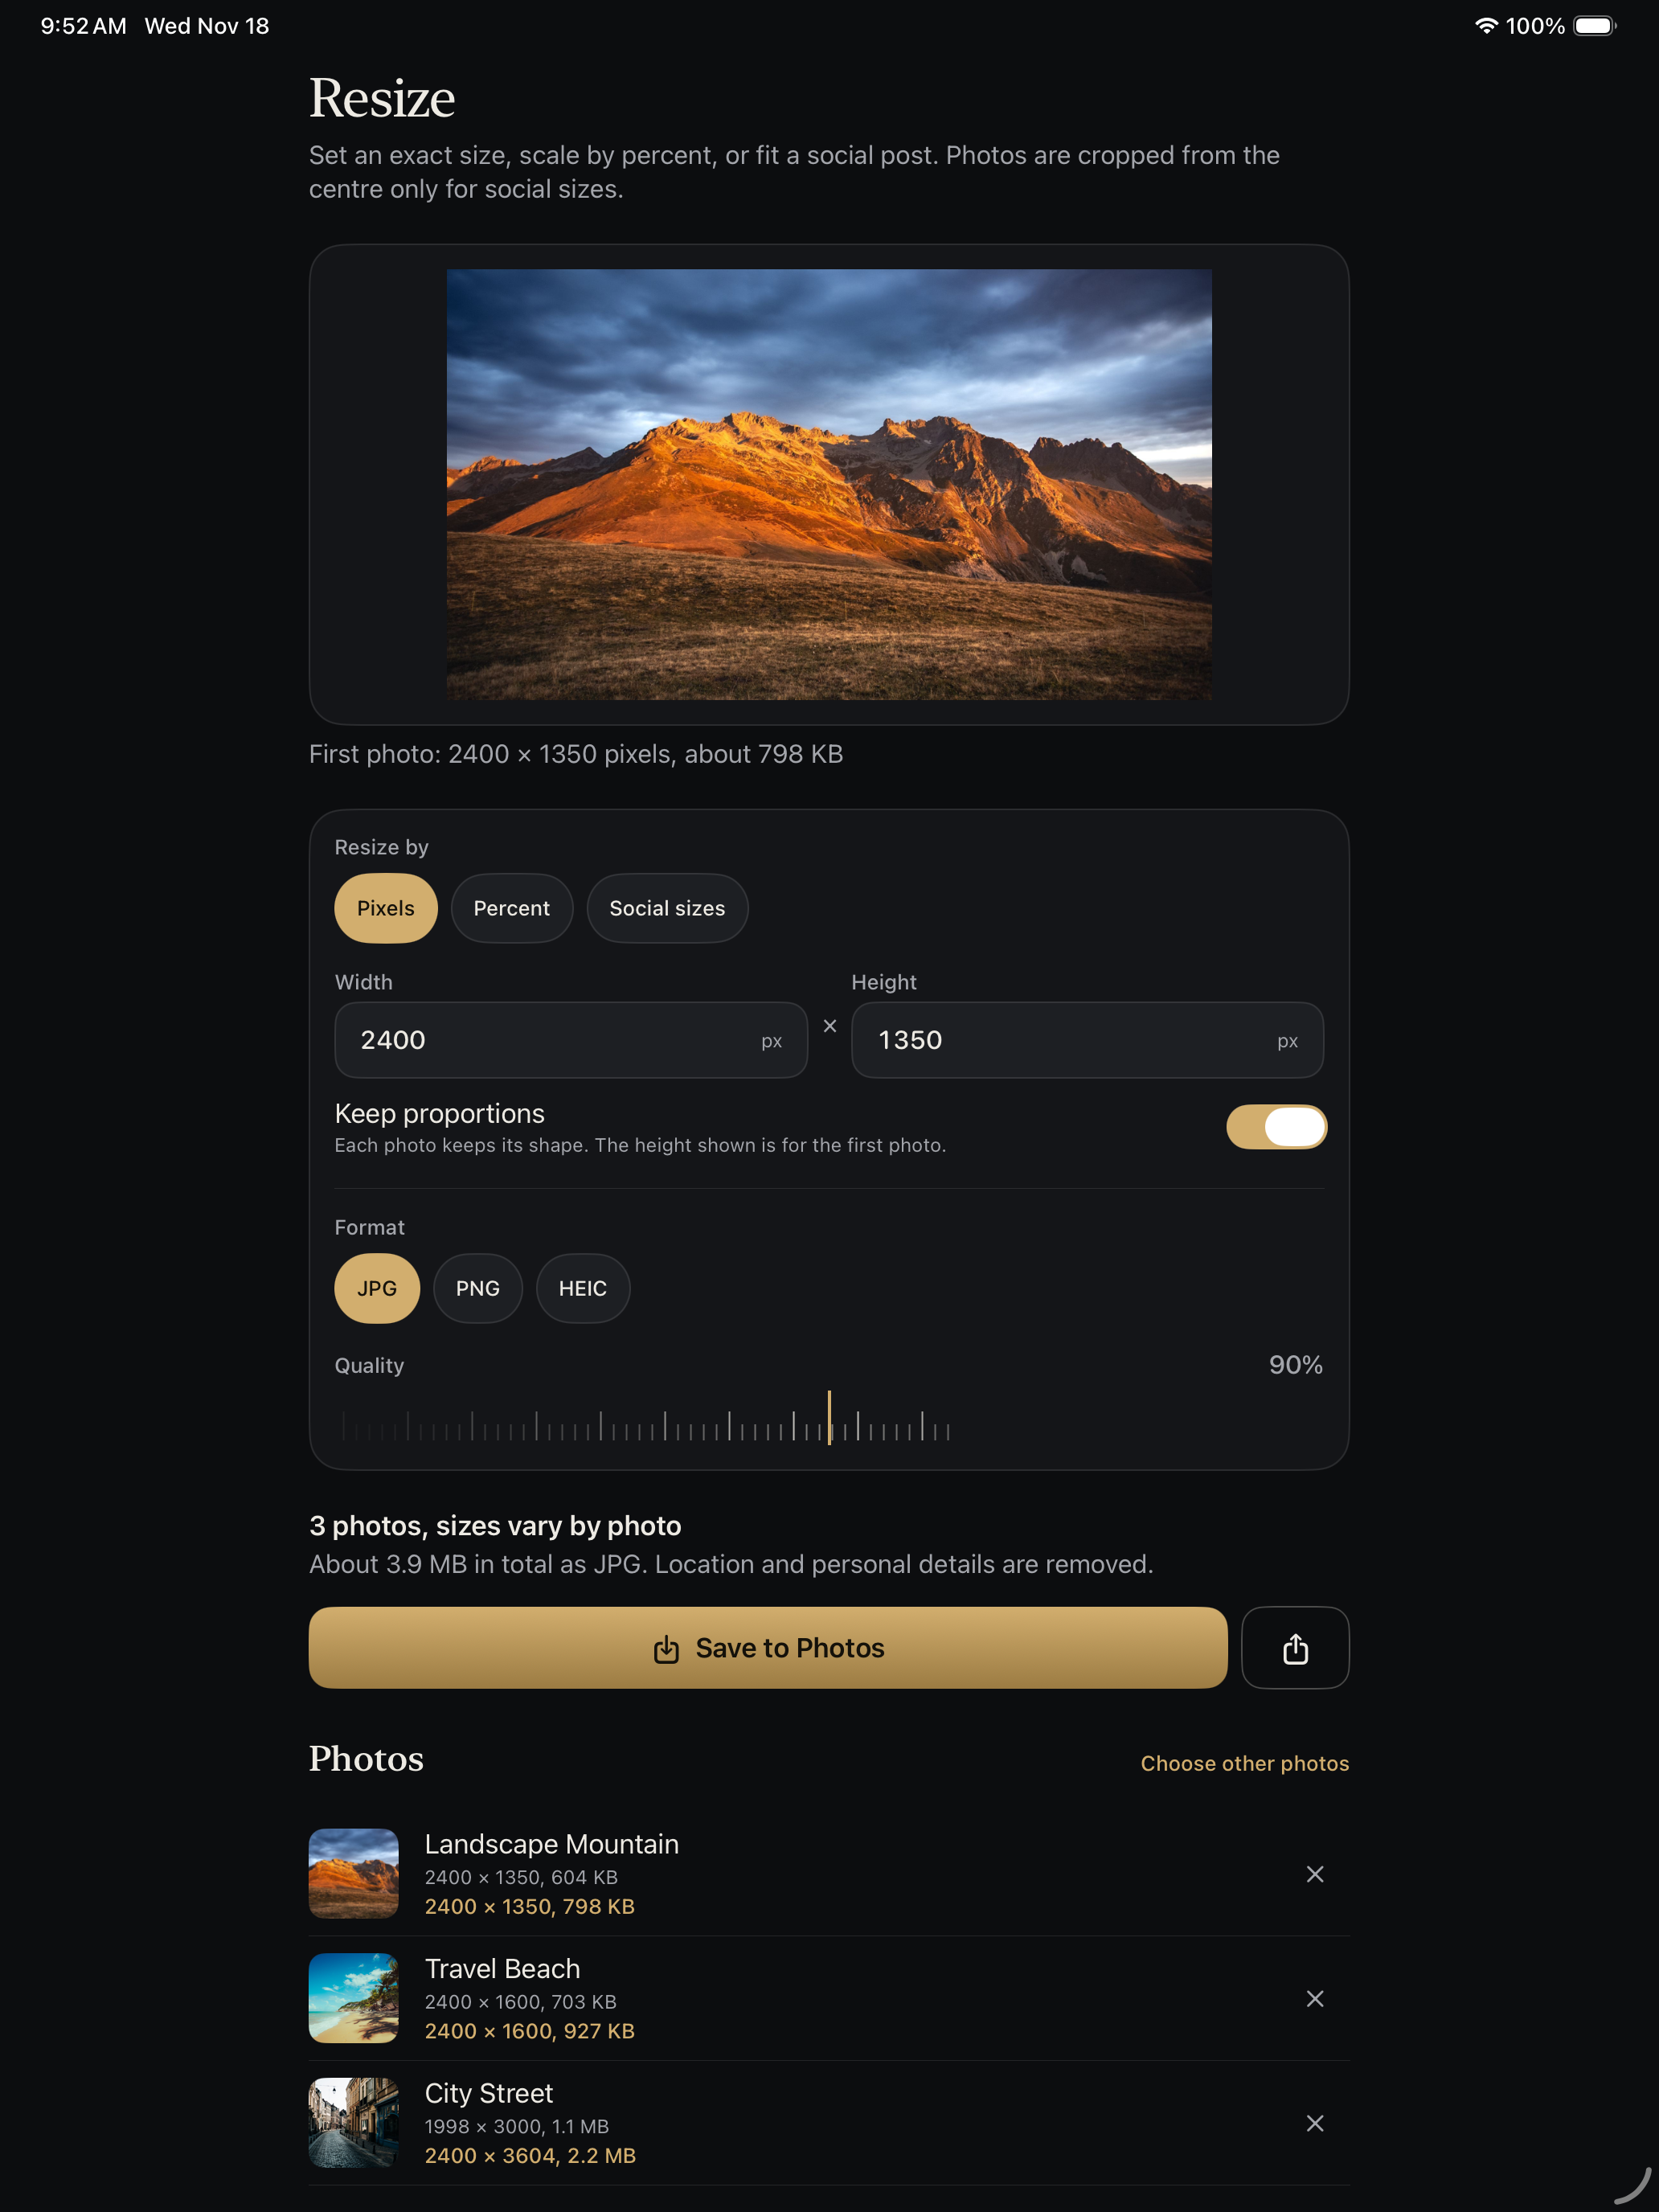 9:52 AM Wed Nov 18
100%
Resize
Set an exact size, scale by percent, or fit a social post. Photos are cropped from the
centre only for social sizes.
First photo: 2400 × 1350 pixels, about 798 KB
Resize by
Pixels Percent Social sizes
Width Height
2400 px × 1350 px
Keep proportions
Each photo keeps its shape. The height shown is for the first photo.
Format
JPG PNG HEIC
Quality 90%
3 photos, sizes vary by photo
About 3.9 MB in total as JPG. Location and personal details are removed.
Save to Photos
Photos Choose other photos
Landscape Mountain
2400 × 1350, 604 KB
2400 × 1350, 798 KB
Travel Beach
2400 × 1600, 703 KB
2400 × 1600, 927 KB
City Street
1998 × 3000, 1.1 MB
2400 × 3604, 2.2 MB